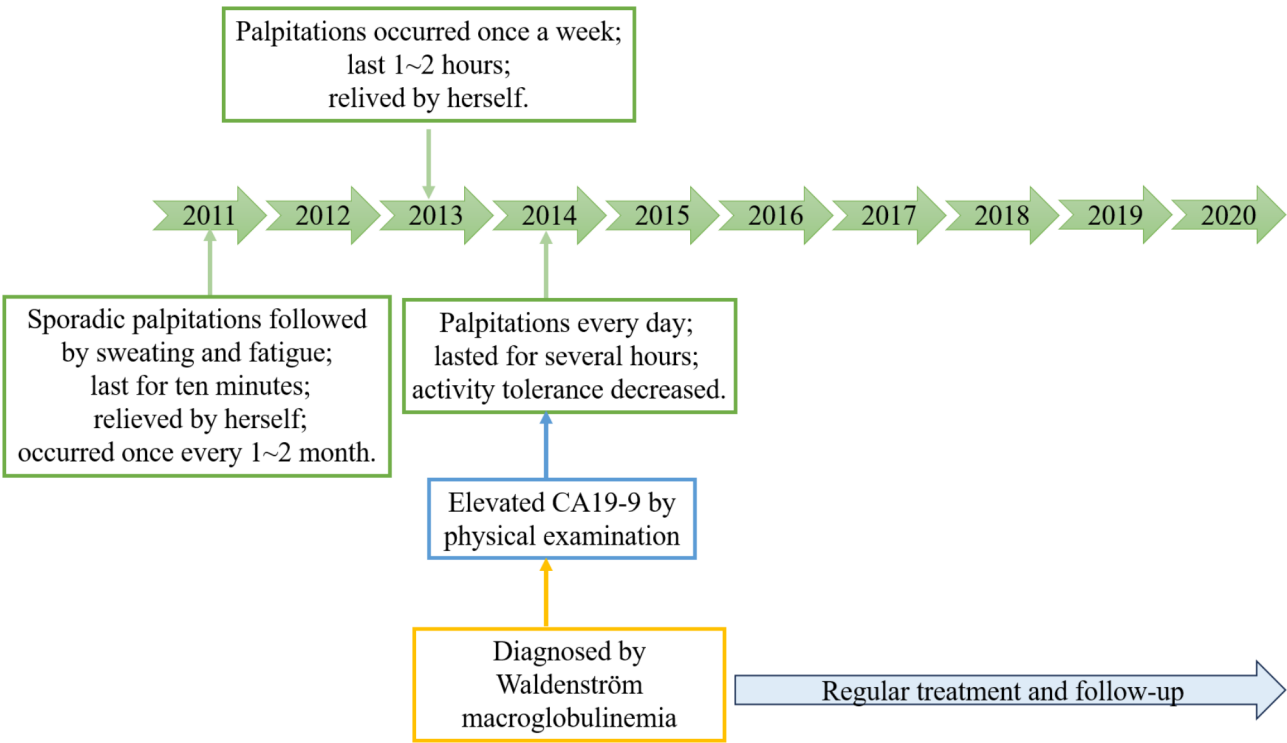 Palpitations occurred once a week;
last 1~2 hours;
relived by herself.
2011 2012 2013 2014 2015 2016 2017 2018 2019 2020
Sporadic palpitations followed
by sweating and fatigue;
last for ten minutes;
relieved by herself;
occurred once every 1~2 month.
Palpitations every day;
lasted for several hours;
activity tolerance decreased.
Elevated CA19-9 by
physical examination
Diagnosed by
Waldenström
macroglobulinemia
Regular treatment and follow-up